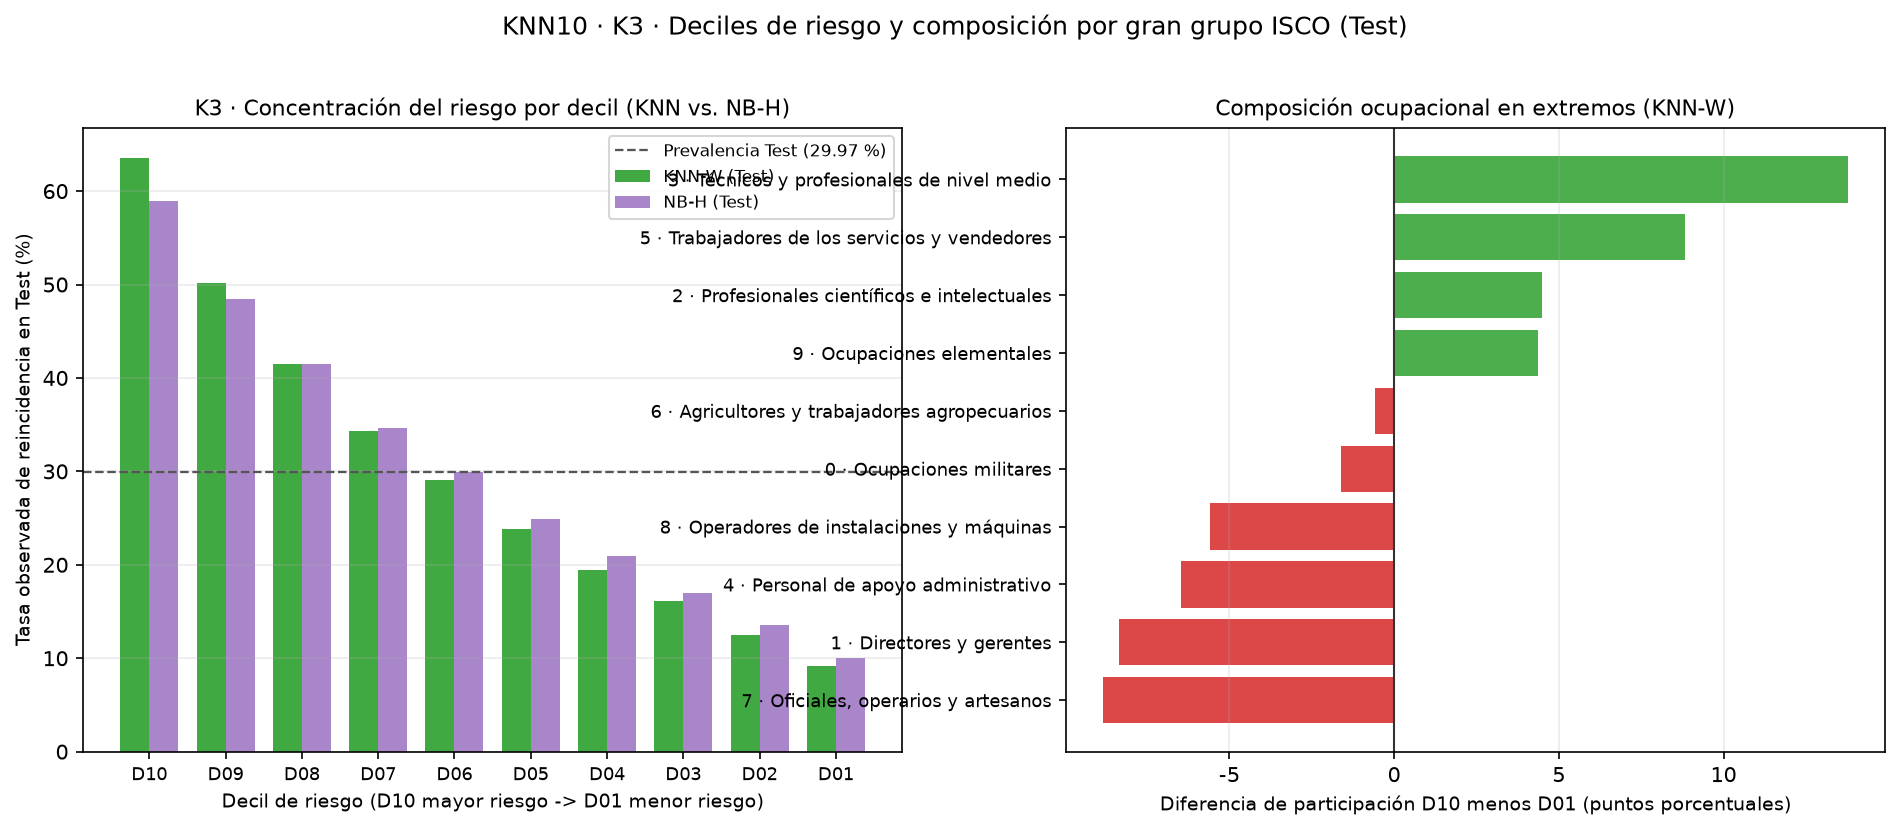 KNN10 · K3 · Deciles de riesgo y composición por gran grupo ISCO (Test)
K3 · Concentración del riesgo por decil (KNN vs. NB-H)
Tasa observada de reincidencia en Test (%)
60
50
40
30
20
10
0
Prevalencia Test (29.97 %)
KNN-W (Test)
NB-H (Test)
D10 D09 D08 D07 D06 D05 D04 D03 D02 D01
Decil de riesgo (D10 mayor riesgo -> D01 menor riesgo)
Composición ocupacional en extremos (KNN-W)
3 · Técnicos y profesionales de nivel medio
5 · Trabajadores de los servicios y vendedores
2 · Profesionales científicos e intelectuales
9 · Ocupaciones elementales
6 · Agricultores y trabajadores agropecuarios
0 · Ocupaciones militares
8 · Operadores de instalaciones y máquinas
4 · Personal de apoyo administrativo
1 · Directores y gerentes
7 · Oficiales, operarios y artesanos
-5 0 5 10
Diferencia de participación D10 menos D01 (puntos porcentuales)